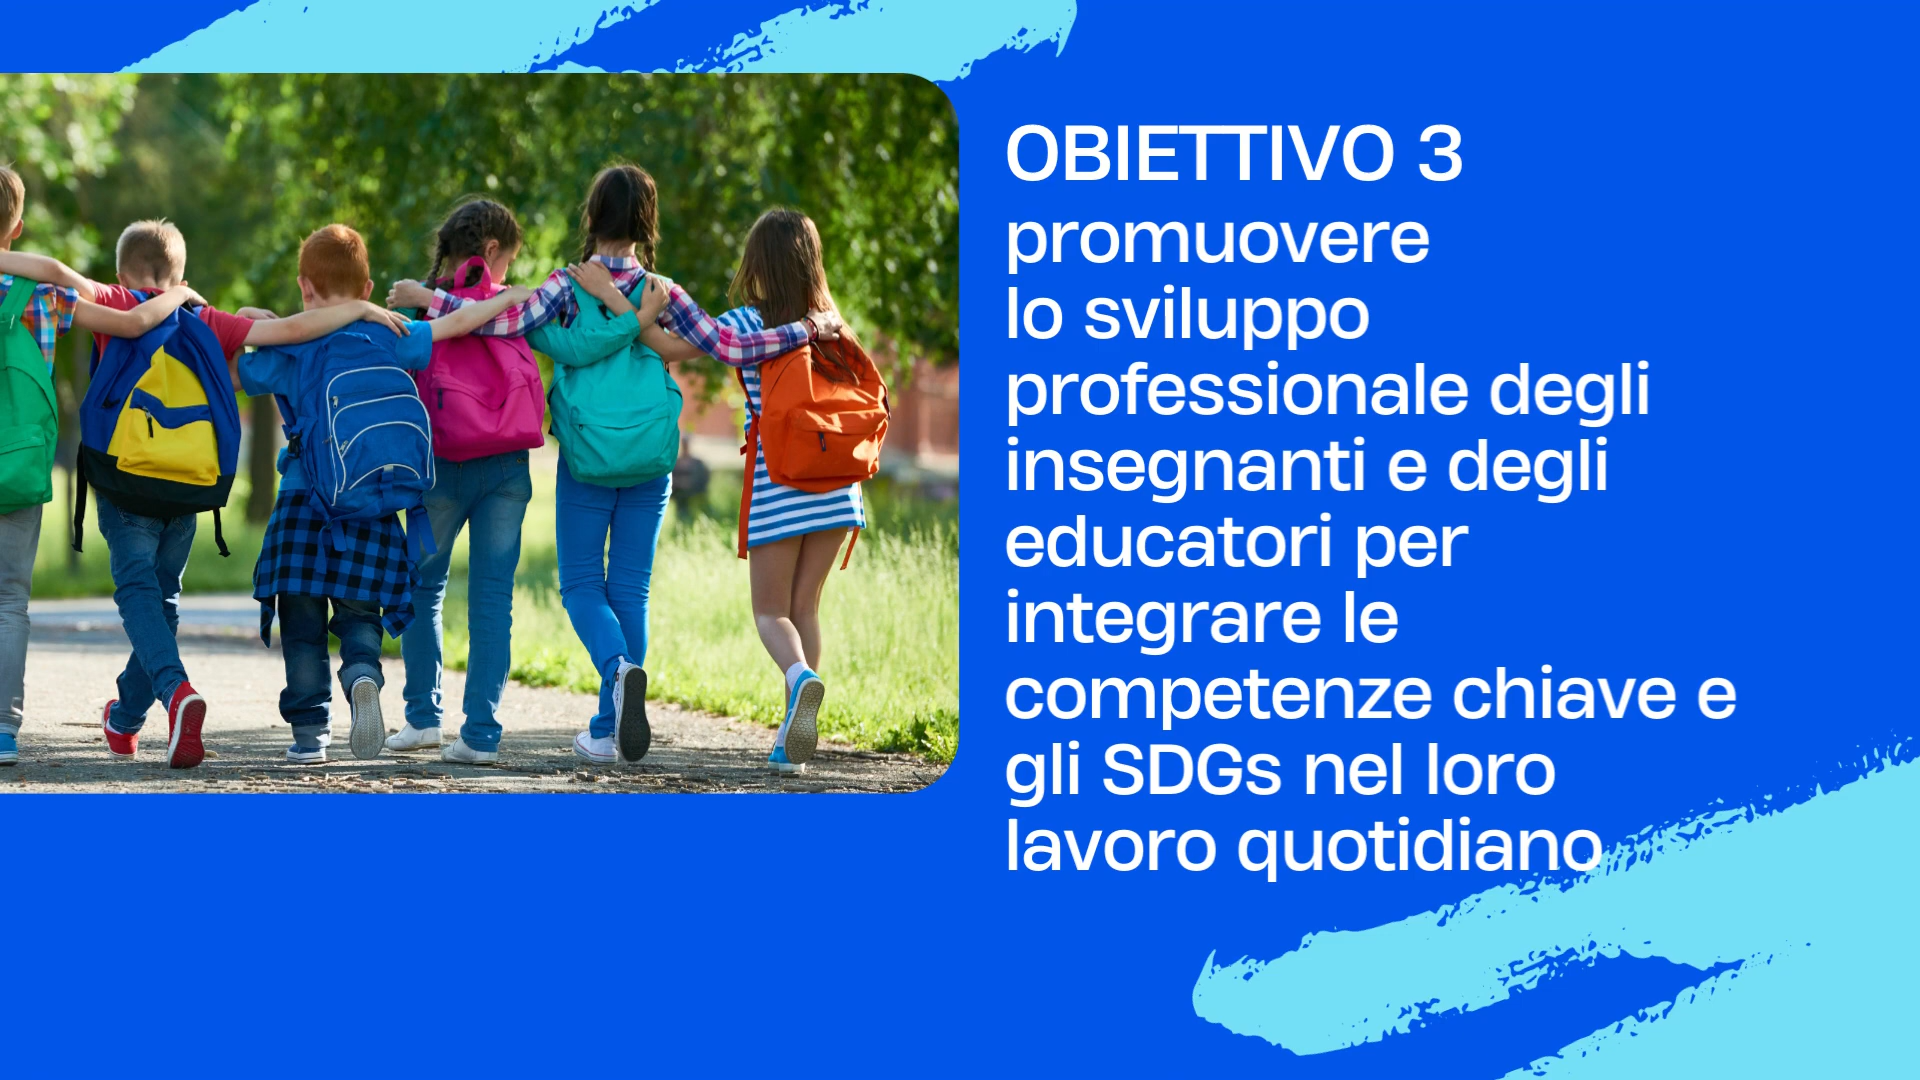 OBIETTIVO 3
promuovere
lo sviluppo
professionale degli
insegnanti e degli
educatori per
integrare le
competenze chiave e
gli SDGs nel loro
lavoro quotidiano